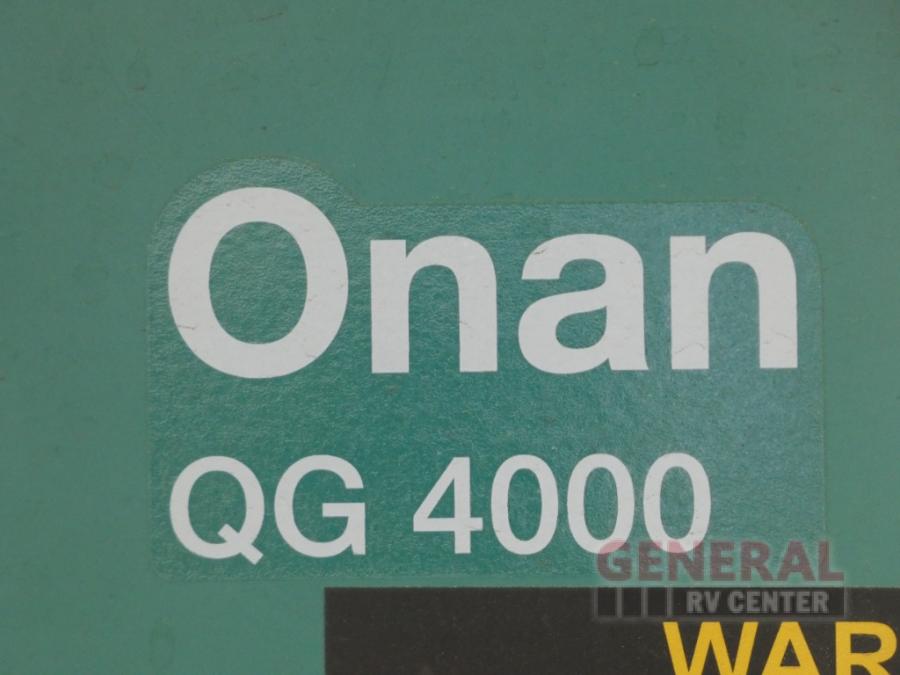 Onan
QG 4000
GENERAL
RV CENTER
WAR